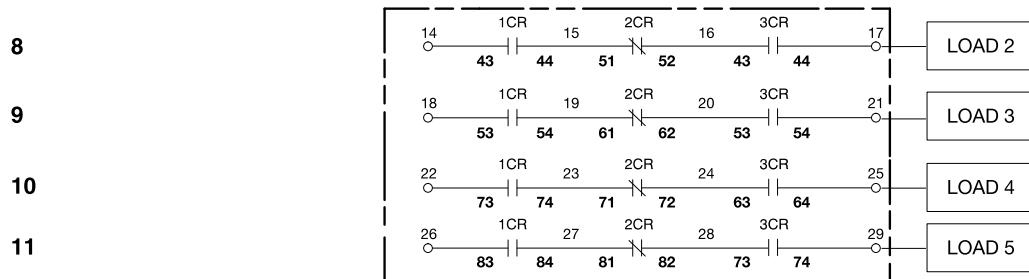 1CR 2CR 3CR
8 14 15 16 17 LOAD 2
43 44 51 52 43 44
1CR 2CR 3CR
9 18 19 20 21 LOAD 3
53 54 61 62 53 54
1CR 2CR 3CR
10 22 23 24 25 LOAD 4
73 74 71 72 63 64
1CR 2CR 3CR
11 26 27 28 29 LOAD 5
83 84 81 82 73 74